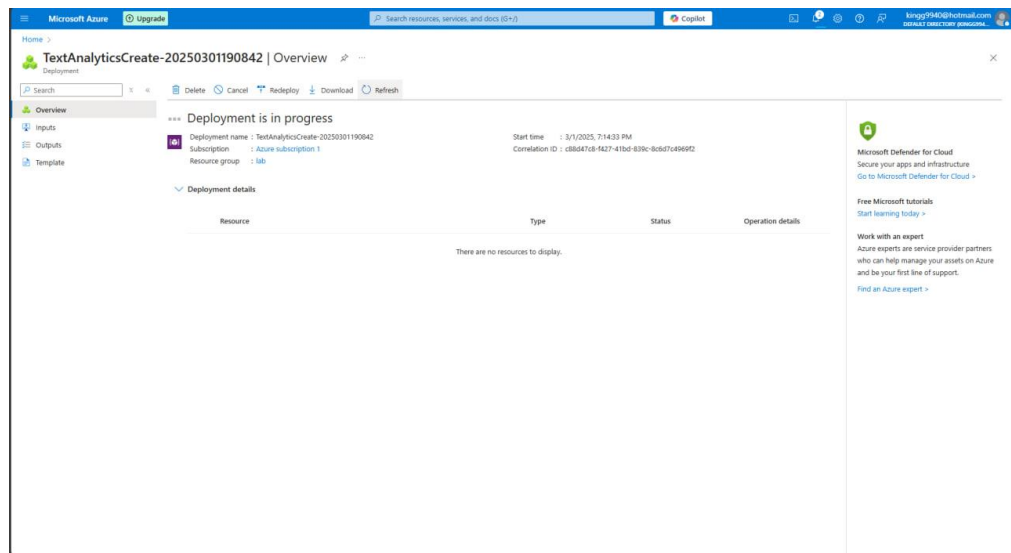 Microsoft Azure
Upgrade
Search resources, services, and docs (G+/)
Copilot
kingg9940@hotmail.com
DEFAULT DIRECTORY (KINGG994...
Home >
TextAnalyticsCreate-20250301190842 | Overview
Deployment
Search
Delete Cancel Redeploy Download Refresh
Overview
Inputs
Outputs
Template
Deployment is in progress
Deployment name : TextAnalyticsCreate-20250301190842
Subscription : Azure subscription 1
Resource group : lab
Start time : 3/1/2025, 7:14:33 PM
Correlation ID : c88d47c8-f427-41bd-839c-8c6d7c4969f2
Deployment details
Resource Type Status Operation details
There are no resources to display.
Microsoft Defender for Cloud
Secure your apps and infrastructure
Go to Microsoft Defender for Cloud >
Free Microsoft tutorials
Start learning today >
Work with an expert
Azure experts are service provider partners
who can help manage your assets on Azure
and be your first line of support.
Find an Azure expert >